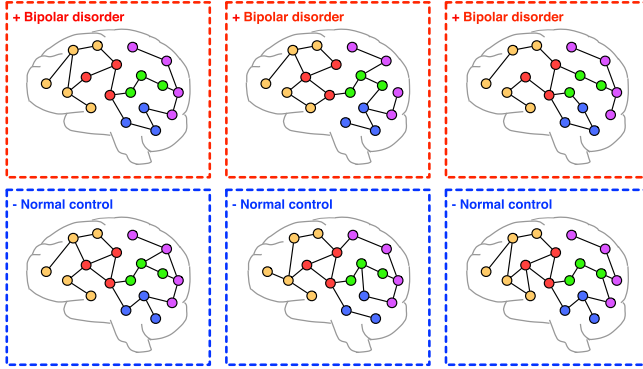 + Bipolar disorder
+ Bipolar disorder
+ Bipolar disorder
- Normal control
- Normal control
- Normal control